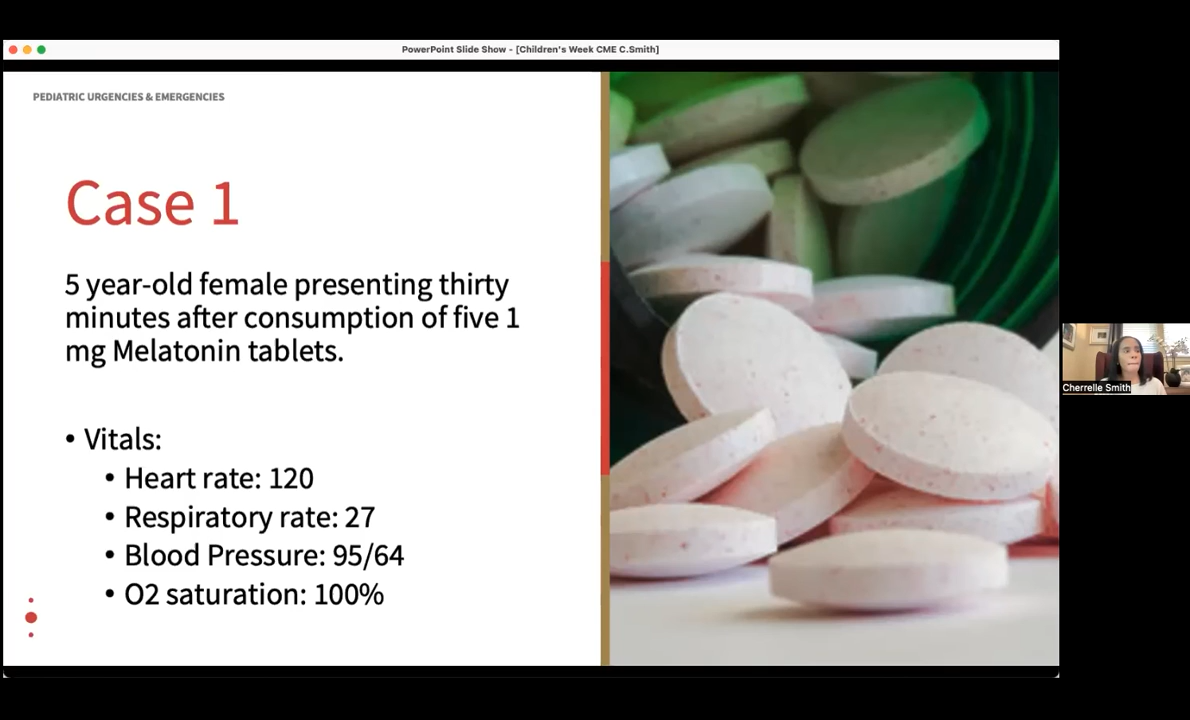 PowerPoint Slide Show - [Children's Week CME C.Smith]
PEDIATRIC URGENCIES & EMERGENCIES
Case 1
5 year-old female presenting thirty
minutes after consumption of five 1
mg Melatonin tablets.
• Vitals:
• Heart rate: 120
• Respiratory rate: 27
• Blood Pressure: 95/64
• O2 saturation: 100%
Cherrelle Smith